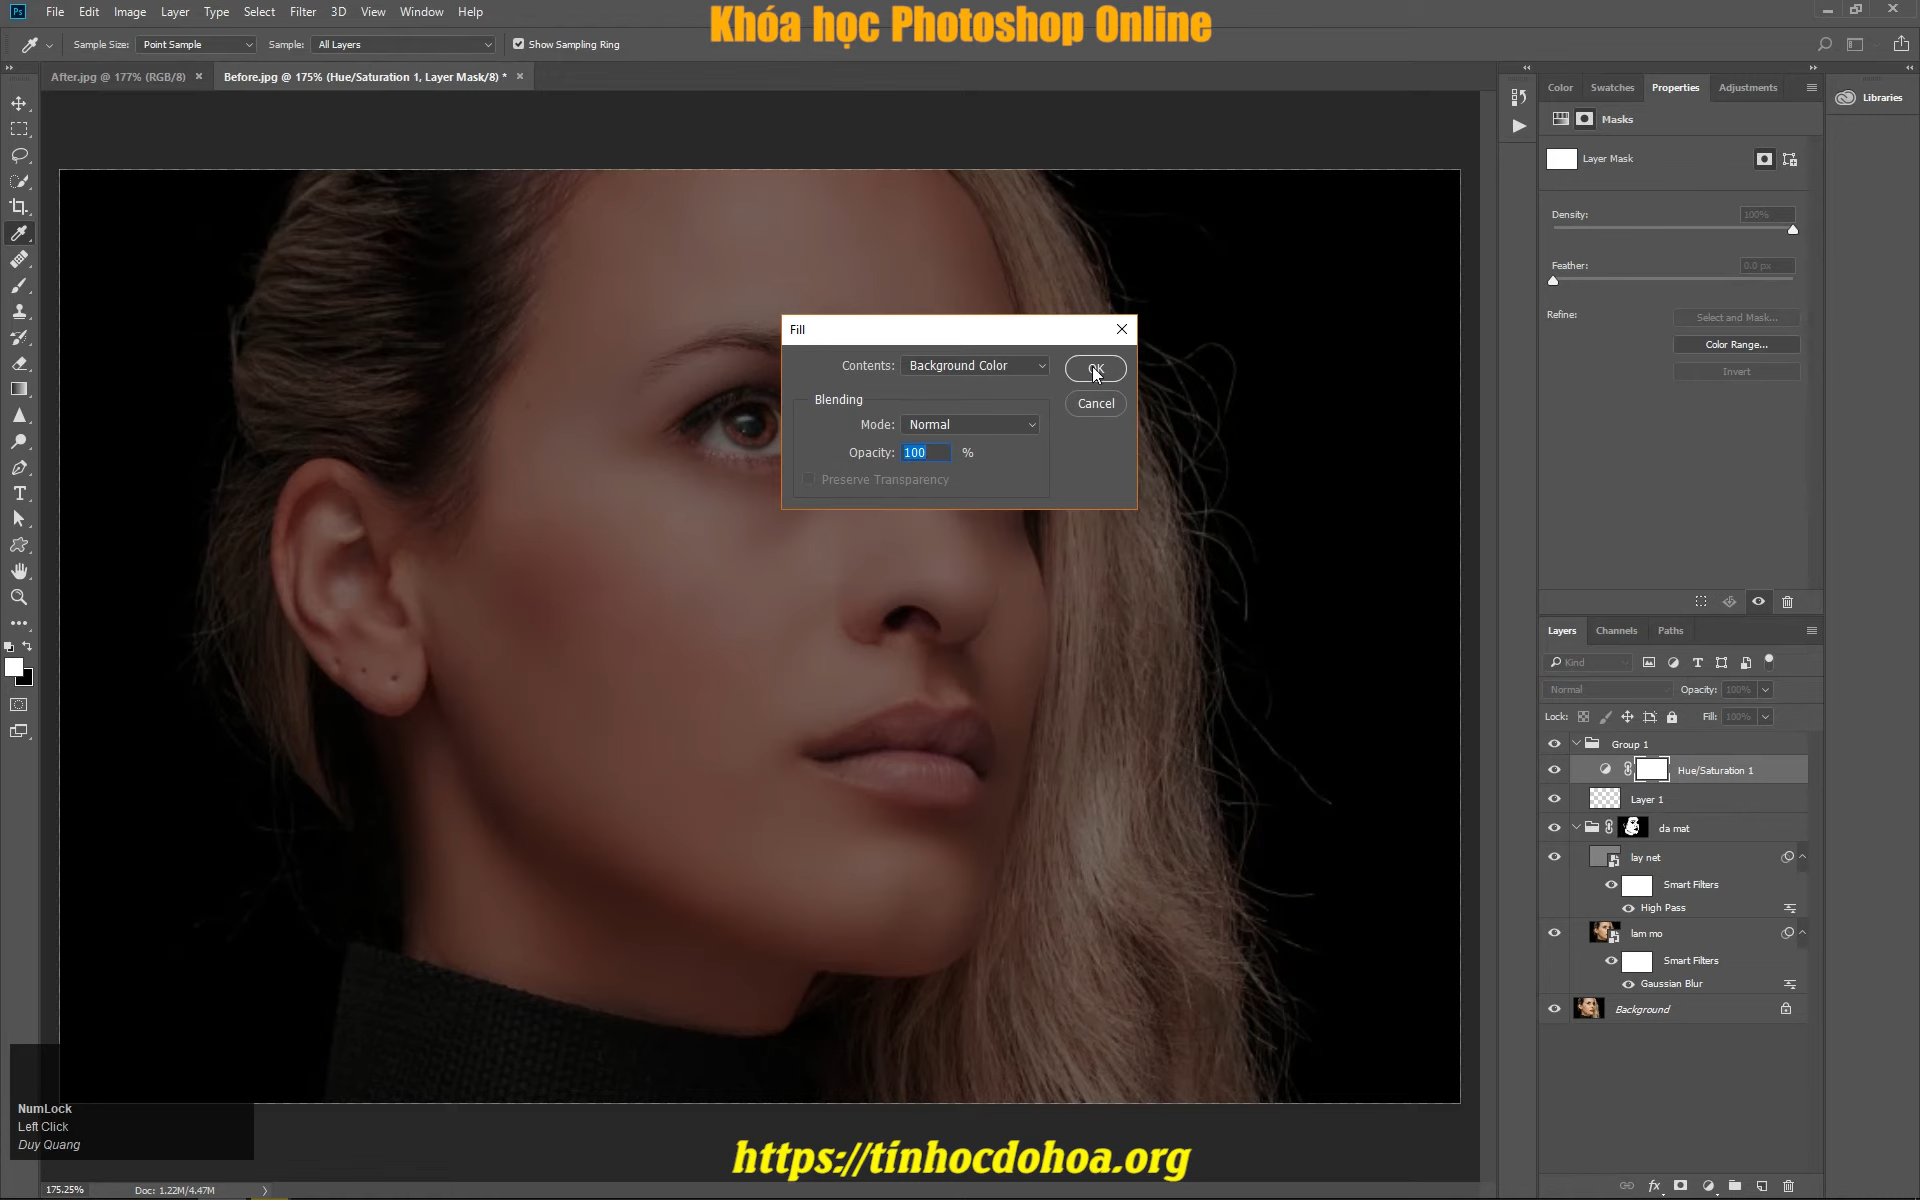 Khóa học Photoshop Online
Ps File Edit Image Layer Type Select Filter 3D View Window Help
Sample Size: Point Sample Sample: All Layers Show Sampling Ring
After.jpg @ 177% (RGB/8) × Before.jpg @ 175% (Hue/Saturation 1, Layer Mask/8) * ×
Color Swatches Properties Adjustments
Libraries
Masks
Layer Mask
Density: 100%
Feather: 0.0 px
Refine: Select and Mask...
Color Range...
Invert
Fill
Contents: Background Color OK
Cancel
Blending
Mode: Normal
Opacity: 100 %
Preserve Transparency
Layers Channels Paths
Kind
Normal Opacity: 100%
Lock: Fill: 100%
Group 1
Hue/Saturation 1
Layer 1
da mat
lay net
Smart Filters
High Pass
lam mo
Smart Filters
Gaussian Blur
Background
NumLock
Left Click
Duy Quang
https://tinhocdohoa.org
175.25% Doc: 1.22M/4.47M
fx